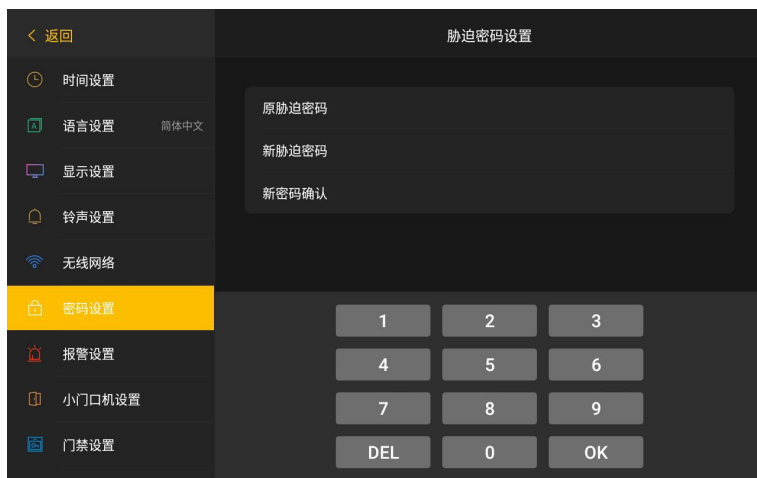 返回
胁迫密码设置
时间设置
语言设置 简体中文
显示设置
铃声设置
无线网络
密码设置
报警设置
小门口机设置
门禁设置
原胁迫密码
新胁迫密码
新密码确认
1 2 3
4 5 6
7 8 9
DEL 0 OK